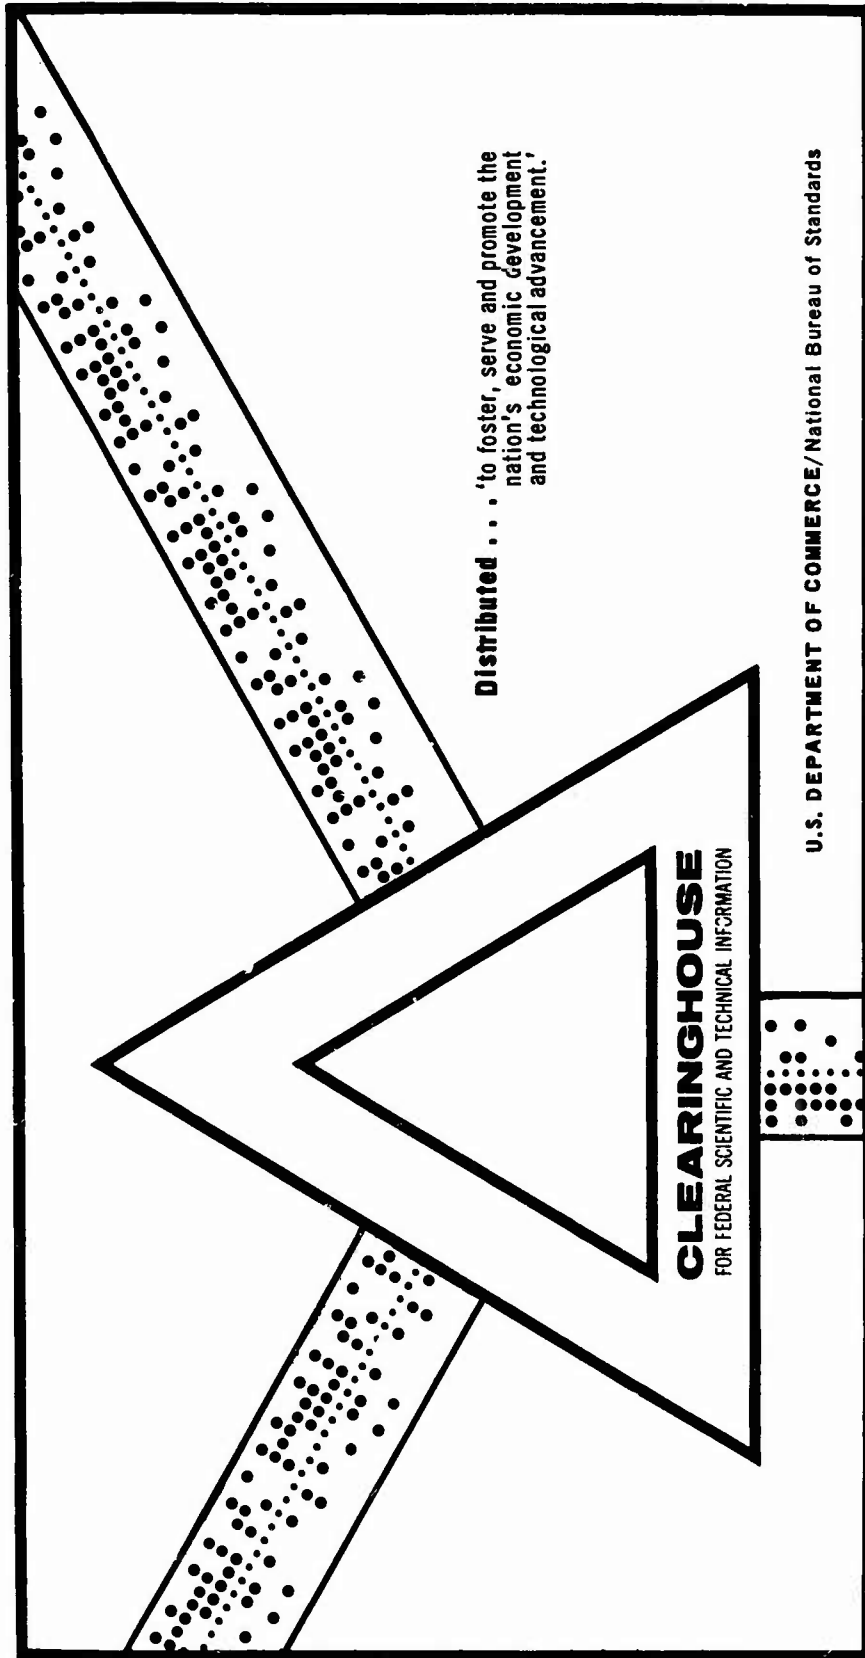 Distributed . . . 'to foster, serve and promote the
nation's economic development
and technological advancement.'
CLEARINGHOUSE
FOR FEDERAL SCIENTIFIC AND TECHNICAL INFORMATION
U.S. DEPARTMENT OF COMMERCE/National Bureau of Standards